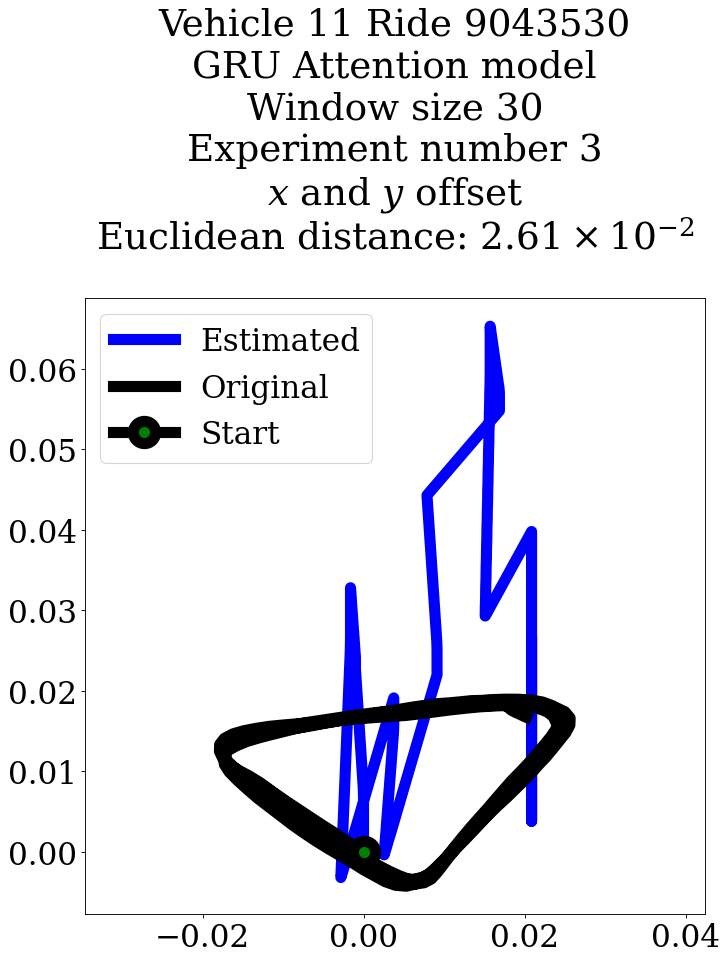 Vehicle 11 Ride 9043530
GRU Attention model
Window size 30
Experiment number 3
x and y offset
Euclidean distance: 2.61 × 10⁻²
Estimated
Original
Start
0.06
0.05
0.04
0.03
0.02
0.01
0.00
−0.02 0.00 0.02 0.04